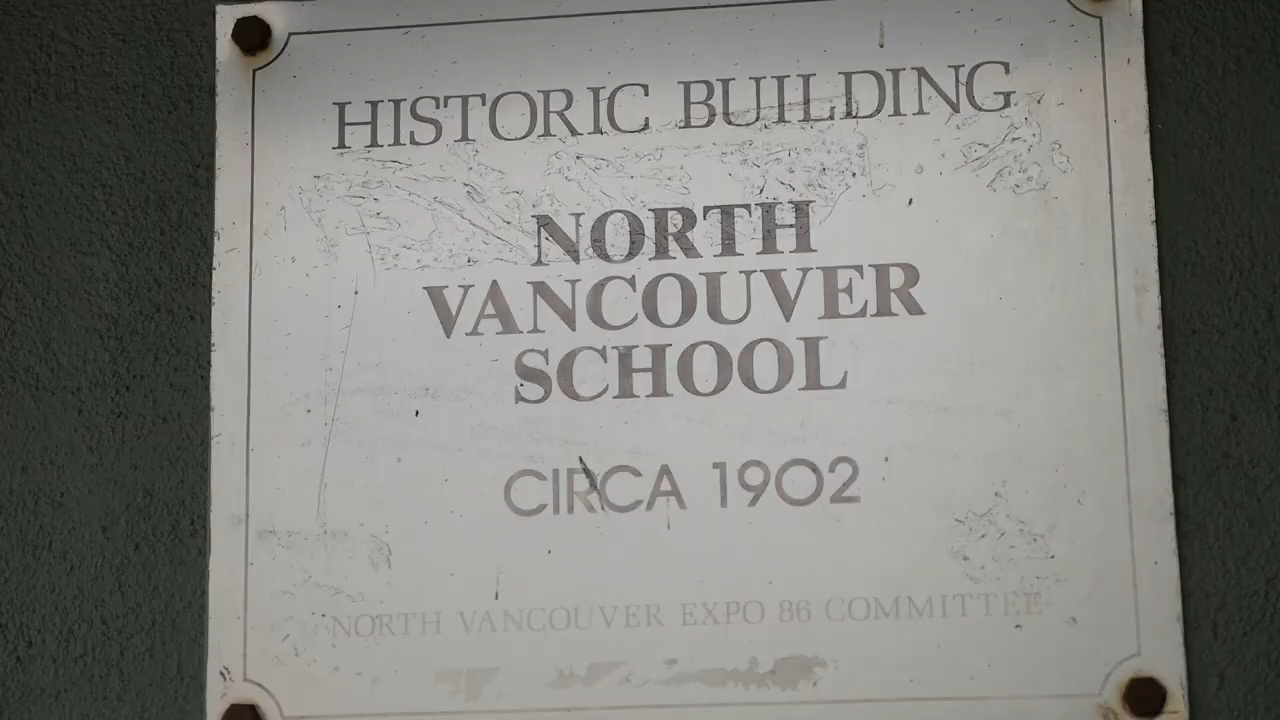 HISTORIC BUILDING
NORTH
VANCOUVER
SCHOOL
CIRCA 1902
NORTH VANCOUVER EXPO 86 COMMITTEE